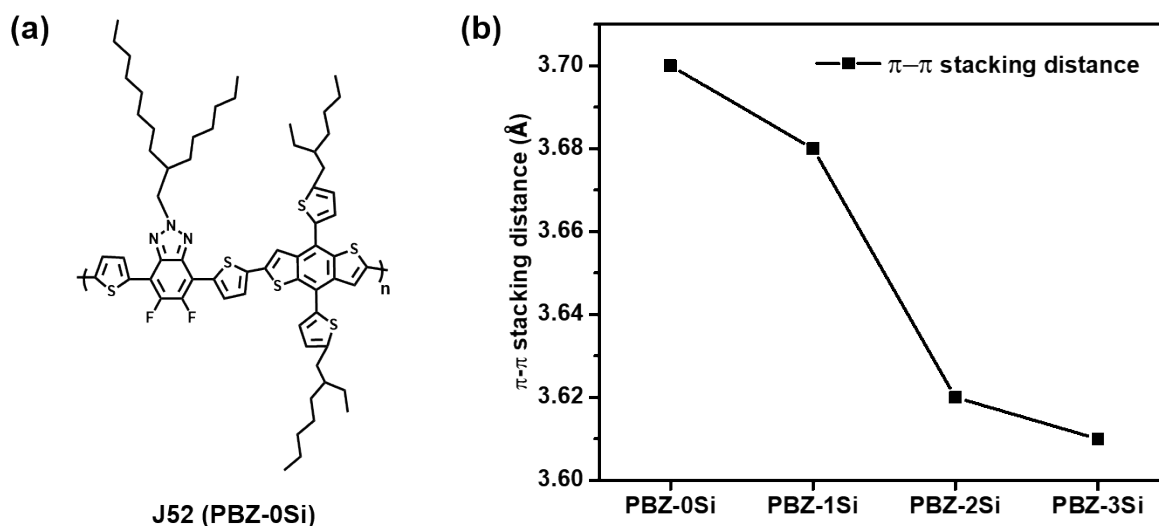 (a)
N
N
N
S
S
F
F
S
S
S
S
n
J52 (PBZ-0Si)
(b)
π–π stacking distance
π-π stacking distance (Å)
3.70
3.68
3.66
3.64
3.62
3.60
PBZ-0Si
PBZ-1Si
PBZ-2Si
PBZ-3Si